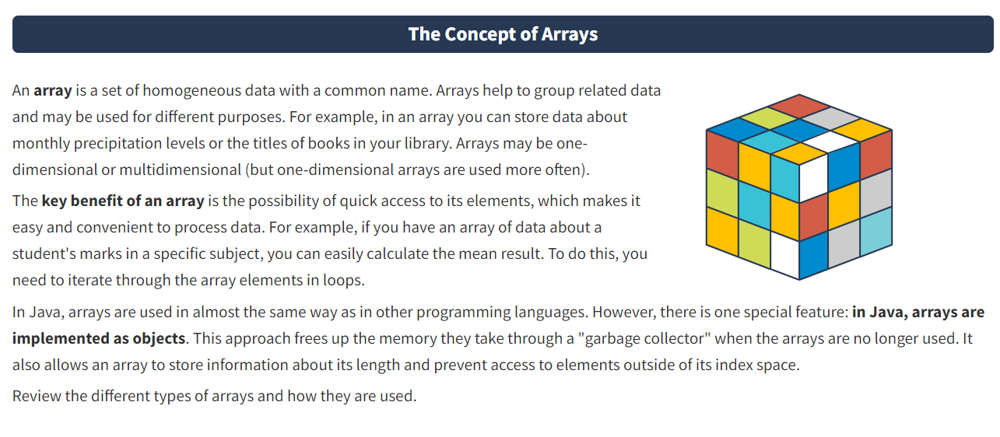 The Concept of Arrays
An array is a set of homogeneous data with a common name. Arrays help to group related data
and may be used for different purposes. For example, in an array you can store data about
monthly precipitation levels or the titles of books in your library. Arrays may be one-
dimensional or multidimensional (but one-dimensional arrays are used more often).
The key benefit of an array is the possibility of quick access to its elements, which makes it
easy and convenient to process data. For example, if you have an array of data about a
student's marks in a specific subject, you can easily calculate the mean result. To do this, you
need to iterate through the array elements in loops.
In Java, arrays are used in almost the same way as in other programming languages. However, there is one special feature: in Java, arrays are
implemented as objects. This approach frees up the memory they take through a "garbage collector" when the arrays are no longer used. It
also allows an array to store information about its length and prevent access to elements outside of its index space.
Review the different types of arrays and how they are used.